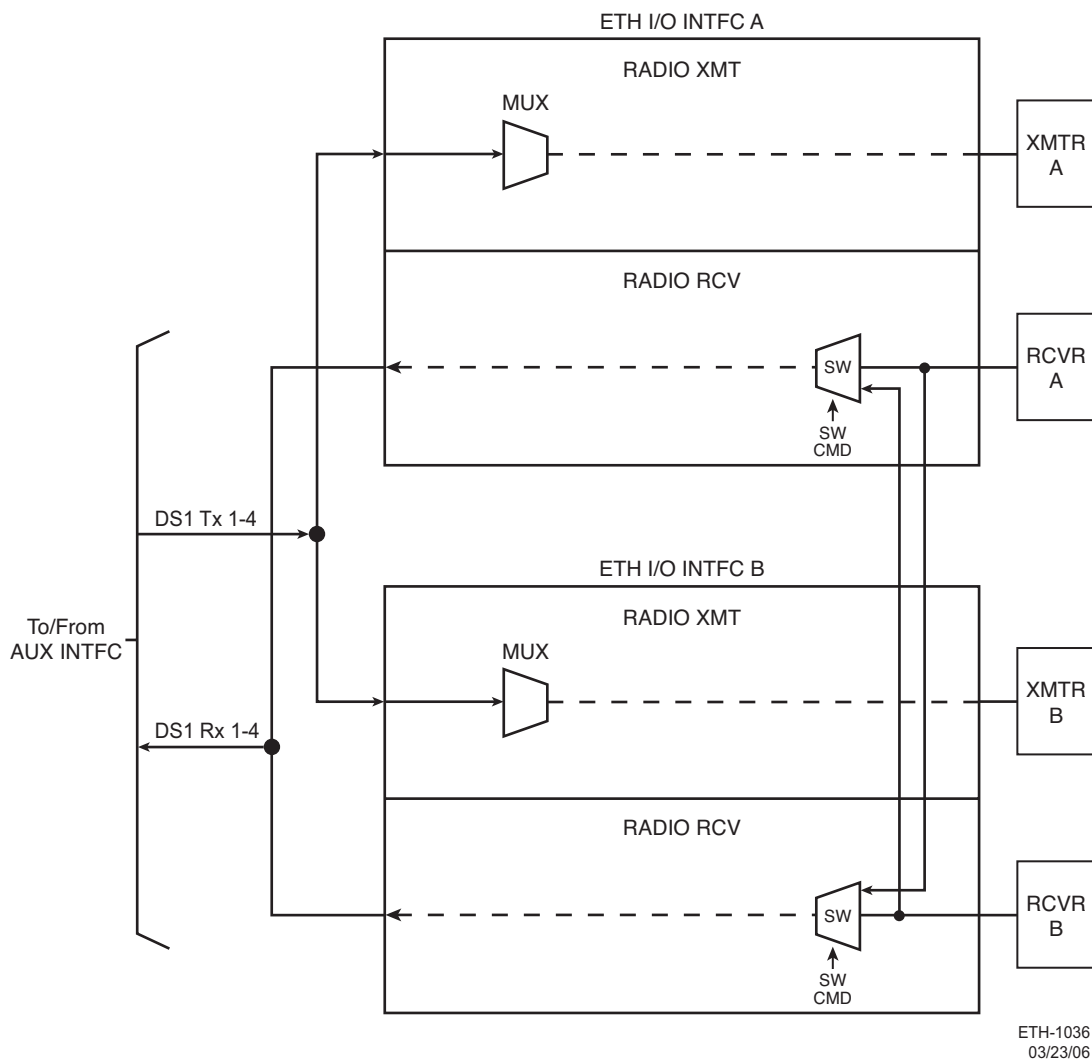 ETH I/O INTFC A
RADIO XMT
MUX
XMTR
A
RADIO RCV
SW
SW
CMD
RCVR
A
DS1 Tx 1-4
To/From
AUX INTFC
DS1 Rx 1-4
ETH I/O INTFC B
RADIO XMT
MUX
XMTR
B
RADIO RCV
SW
SW
CMD
RCVR
B
ETH-1036
03/23/06